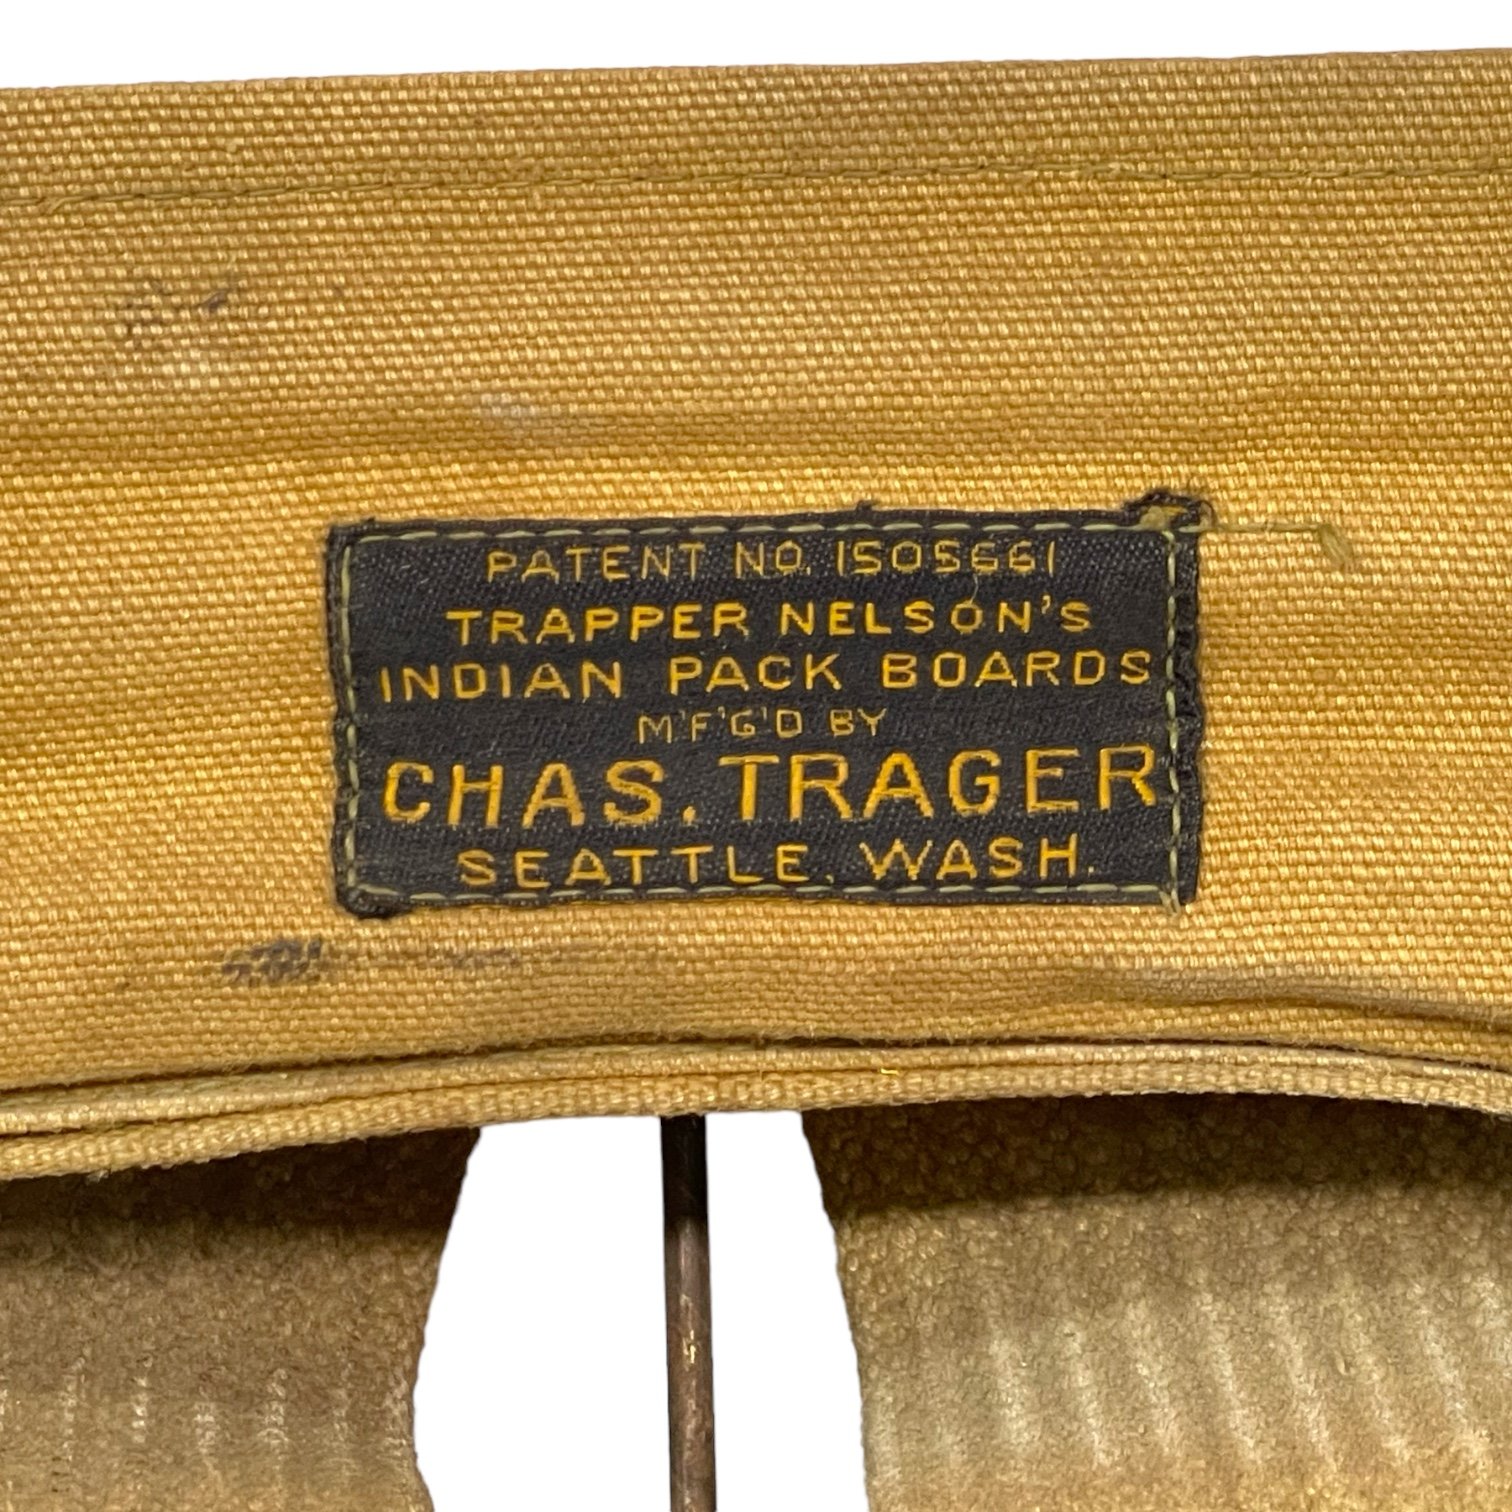 PATENT NO. 1505661
TRAPPER NELSON'S
INDIAN PACK BOARDS
M'F'G'D BY
CHAS. TRAGER
SEATTLE, WASH.